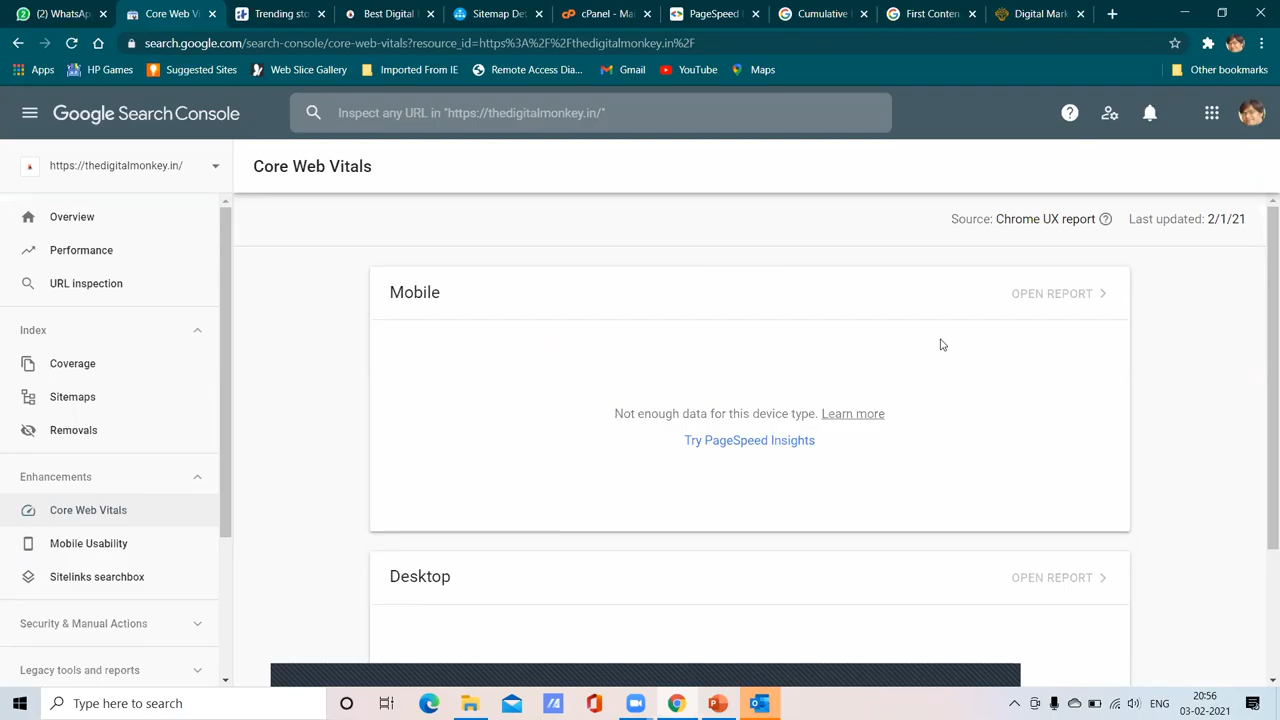 (2) WhatsAp
Core Web Vi
Trending sto
Best Digital
Sitemap De
cPanel - Ma
PageSpeed
Cumulative
First Conten
Digital Mark
search.google.com/search-console/core-web-vitals?resource_id=https%3A%2F%2Fthedigitalmonkey.in%2F
Apps
HP Games
Suggested Sites
Web Slice Gallery
Imported From IE
Remote Access Dia...
Gmail
YouTube
Maps
Other bookmarks
Google Search Console
Inspect any URL in "https://thedigitalmonkey.in/"
https://thedigitalmonkey.in/
Core Web Vitals
Overview
Performance
URL inspection
Index
Coverage
Sitemaps
Removals
Enhancements
Core Web Vitals
Mobile Usability
Sitelinks searchbox
Security & Manual Actions
Legacy tools and reports
Source: Chrome UX report
Last updated: 2/1/21
Mobile
OPEN REPORT
Not enough data for this device type. Learn more
Try PageSpeed Insights
Desktop
OPEN REPORT
Type here to search
20:56
03-02-2021